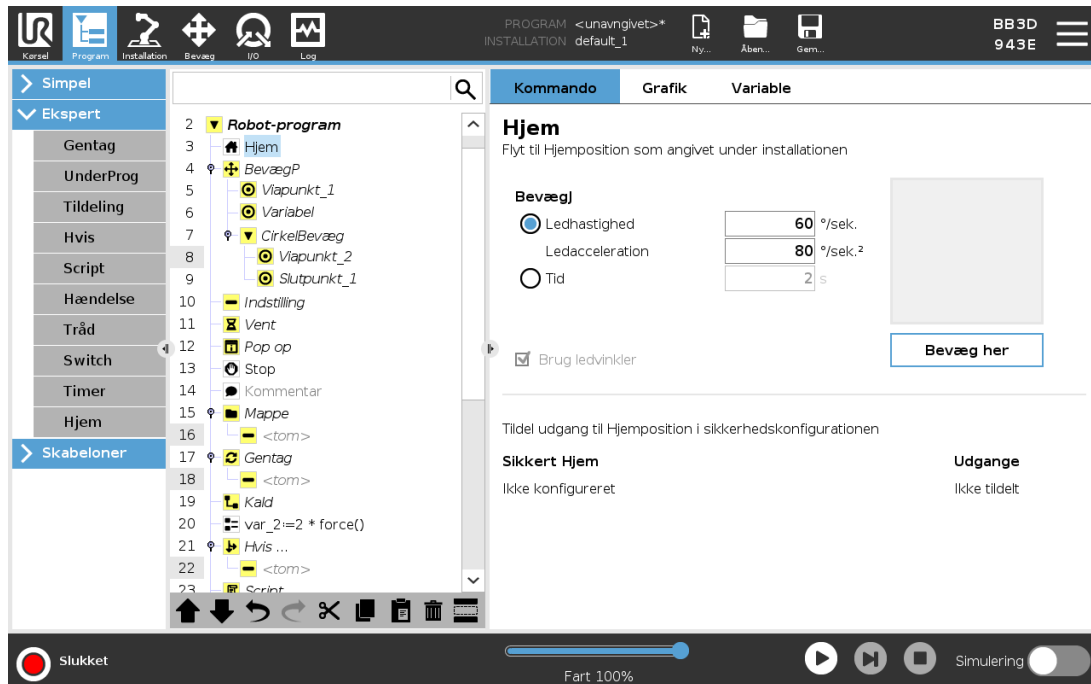 PROGRAM <unavngivet>*
INSTALLATION default_1
BB3D
943E
Kørsel Program Installation Bevæg I/O Log Ny... Åben... Gem...
Simpel
Ekspert
Gentag
UnderProg
Tildeling
Hvis
Script
Hændelse
Tråd
Switch
Timer
Hjem
Skabeloner
2 Robot-program
3 Hjem
4 BevægP
5 Viapunkt_1
6 Variabel
7 CirkelBevæg
8 Viapunkt_2
9 Slutpunkt_1
10 Indstilling
11 Vent
12 Pop op
13 Stop
14 Kommentar
15 Mappe
16 <tom>
17 Gentag
18 <tom>
19 Kald
20 var_2:=2 * force()
21 Hvis ...
22 <tom>
23 Script
Kommando Grafik Variable
Hjem
Flyt til Hjemposition som angivet under installationen
BevægJ
Ledhastighed 60 °/sek.
Ledacceleration 80 °/sek.²
Tid 2 s
Bevæg her
Brug ledvinkler
Tildel udgang til Hjemposition i sikkerhedskonfigurationen
Sikkert Hjem Udgange
Ikke konfigureret Ikke tildelt
Slukket
Fart 100%
Simulering